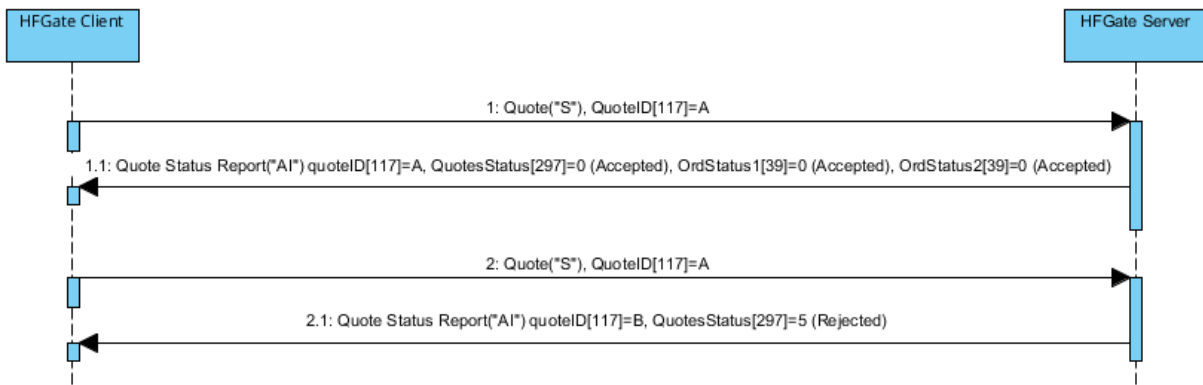 HFGate Client
HFGate Server
1: Quote("S"), QuoteID[117]=A
1.1: Quote Status Report("AI") quoteID[117]=A, QuotesStatus[297]=0 (Accepted), OrdStatus1[39]=0 (Accepted), OrdStatus2[39]=0 (Accepted)
2: Quote("S"), QuoteID[117]=A
2.1: Quote Status Report("AI") quoteID[117]=B, QuotesStatus[297]=5 (Rejected)